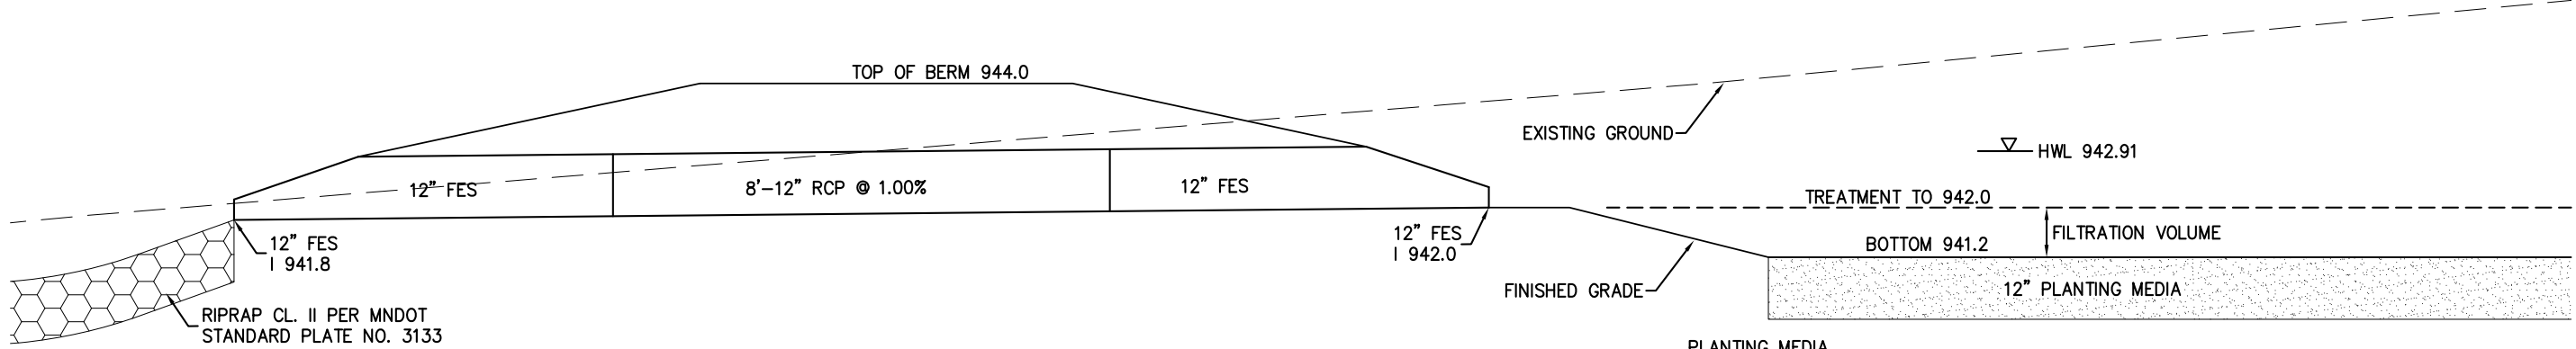 TOP OF BERM 944.0
EXISTING GROUND
HWL 942.91
12" FES
8'-12" RCP @ 1.00%
12" FES
TREATMENT TO 942.0
12" FES
I 941.8
12" FES
I 942.0
FILTRATION VOLUME
BOTTOM 941.2
FINISHED GRADE
12" PLANTING MEDIA
RIPRAP CL. II PER MNDOT
STANDARD PLATE NO. 3133
PLANTING MEDIA